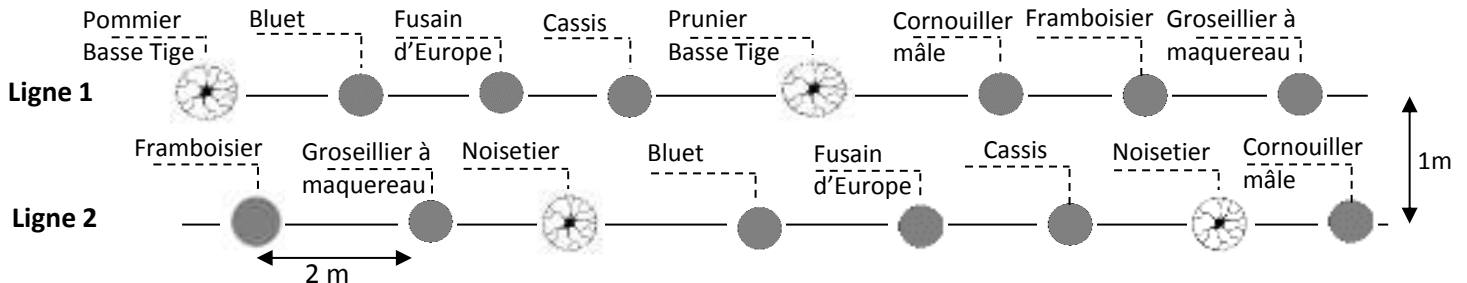 Pommier
Basse Tige
Bluet
Fusain
d’Europe
Cassis
Prunier
Basse Tige
Cornouiller
mâle
Framboisier
Groseillier à
maquereau
Ligne 1
Framboisier
Groseillier à
maquereau
Noisetier
Bluet
Fusain
d’Europe
Cassis
Noisetier
Cornouiller
mâle
1m
Ligne 2
2 m